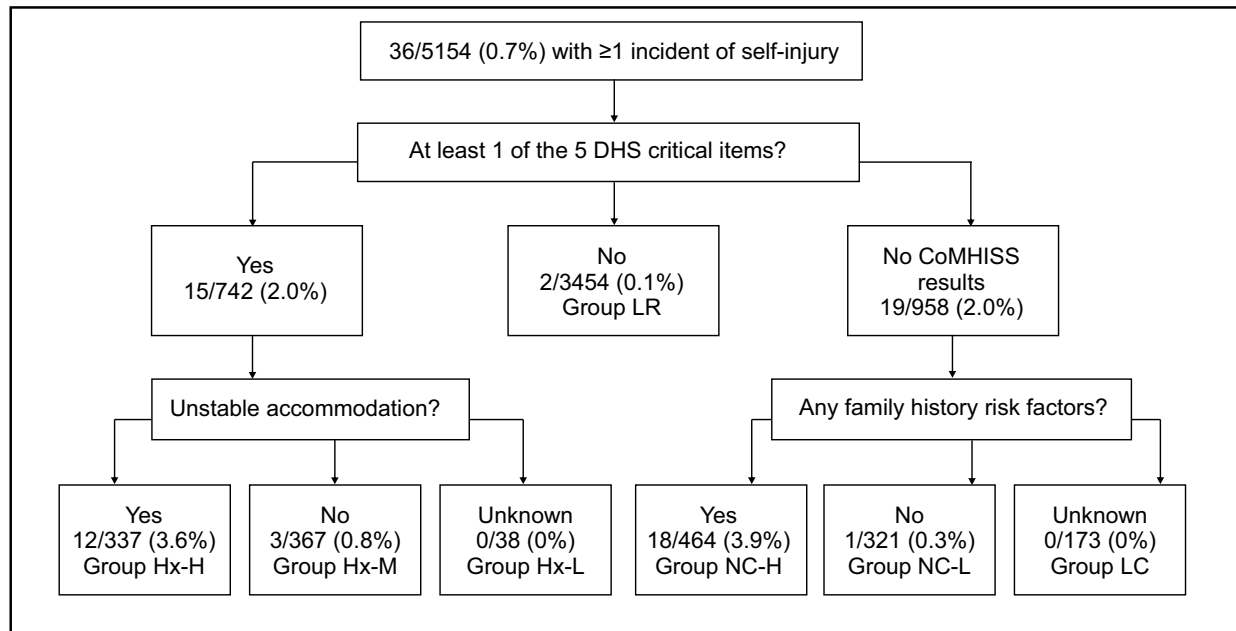 36/5154 (0.7%) with ≥1 incident of self-injury
At least 1 of the 5 DHS critical items?
Yes
15/742 (2.0%)
No
2/3454 (0.1%)
Group LR
No CoMHISS
results
19/958 (2.0%)
Unstable accommodation?
Any family history risk factors?
Yes
12/337 (3.6%)
Group Hx-H
No
3/367 (0.8%)
Group Hx-M
Unknown
0/38 (0%)
Group Hx-L
Yes
18/464 (3.9%)
Group NC-H
No
1/321 (0.3%)
Group NC-L
Unknown
0/173 (0%)
Group LC